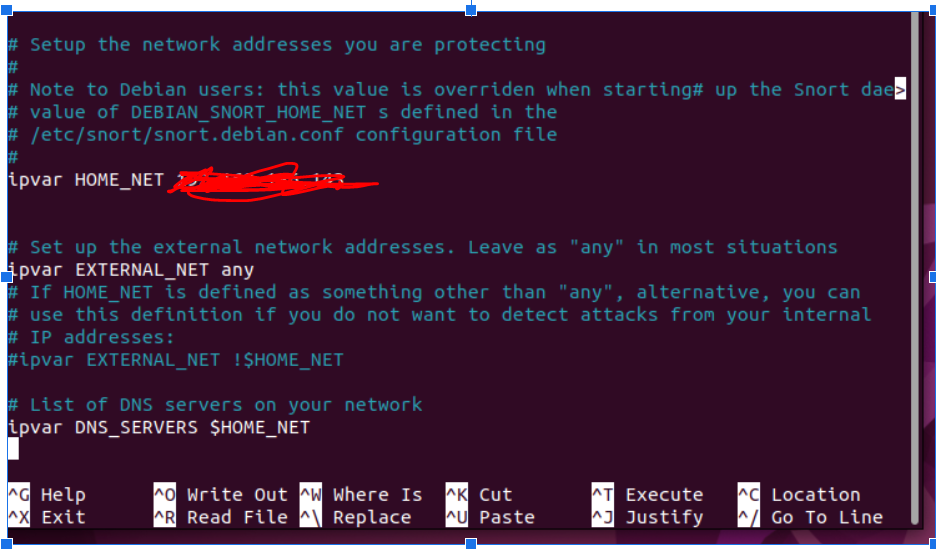 # Setup the network addresses you are protecting
#
# Note to Debian users: this value is overriden when starting# up the Snort dae>
# value of DEBIAN_SNORT_HOME_NET s defined in the
# /etc/snort/snort.debian.conf configuration file
#
ipvar HOME_NET
# Set up the external network addresses. Leave as "any" in most situations
ipvar EXTERNAL_NET any
# If HOME_NET is defined as something other than "any", alternative, you can
# use this definition if you do not want to detect attacks from your internal
# IP addresses:
#ipvar EXTERNAL_NET !$HOME_NET
# List of DNS servers on your network
ipvar DNS_SERVERS $HOME_NET
^G Help ^O Write Out ^W Where Is ^K Cut ^T Execute ^C Location
^X Exit ^R Read File ^\ Replace ^U Paste ^J Justify ^/ Go To Line